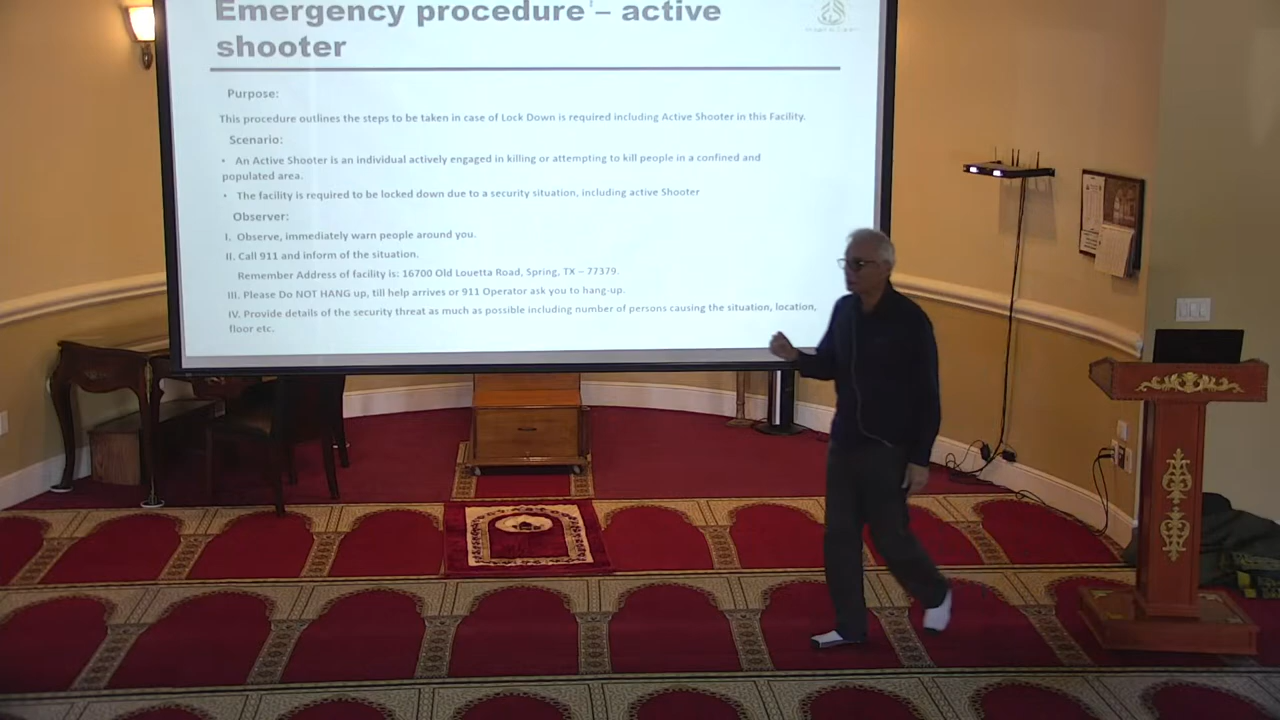 Emergency procedure – active
shooter
Purpose:
This procedure outlines the steps to be taken in case of Lock Down is required including Active Shooter in this Facility.
Scenario:
• An Active Shooter is an individual actively engaged in killing or attempting to kill people in a confined and
populated area.
• The facility is required to be locked down due to a security situation, including active Shooter
Observer:
I. Observe, immediately warn people around you.
II. Call 911 and inform of the situation.
Remember Address of facility is: 16700 Old Louetta Road, Spring, TX – 77379.
III. Please Do NOT HANG up, till help arrives or 911 Operator ask you to hang-up.
IV. Provide details of the security threat as much as possible including number of persons causing the situation, location,
floor etc.